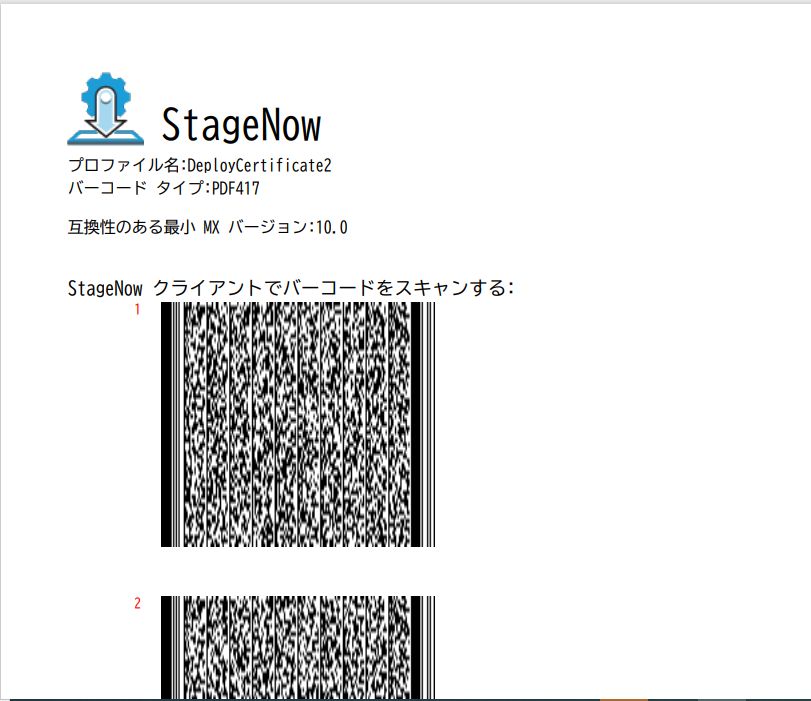 StageNow
プロファイル名:DeployCertificate2
バーコード タイプ:PDF417
互換性のある最小 MX バージョン:10.0
StageNow クライアントでバーコードをスキャンする:
1
2